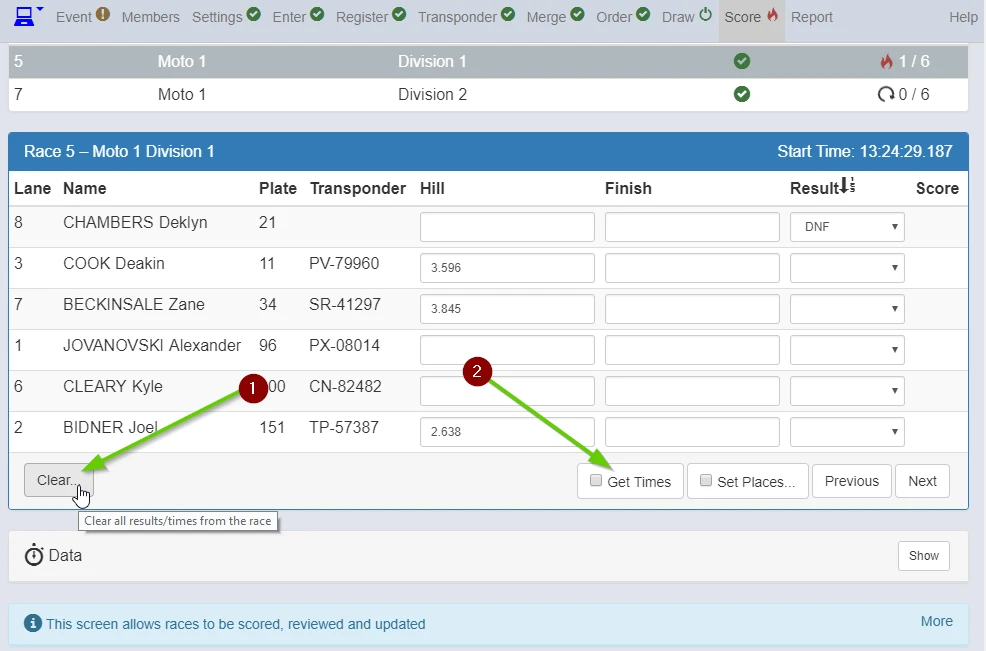 Event Members Settings Enter Register Transponder Merge Order Draw Score Report Help
5 Moto 1 Division 1 1 / 6
7 Moto 1 Division 2 0 / 6
Race 5 – Moto 1 Division 1 Start Time: 13:24:29.187
Lane Name Plate Transponder Hill Finish Result Score
8 CHAMBERS Deklyn 21 DNF
3 COOK Deakin 11 PV-79960 3.596
7 BECKINSALE Zane 34 SR-41297 3.845
1 JOVANOVSKI Alexander 96 PX-08014
2
6 CLEARY Kyle 1 00 CN-82482
2 BIDNER Joel 151 TP-57387 2.638
Clear... Get Times Set Places... Previous Next
Clear all results/times from the race
Data Show
This screen allows races to be scored, reviewed and updated More